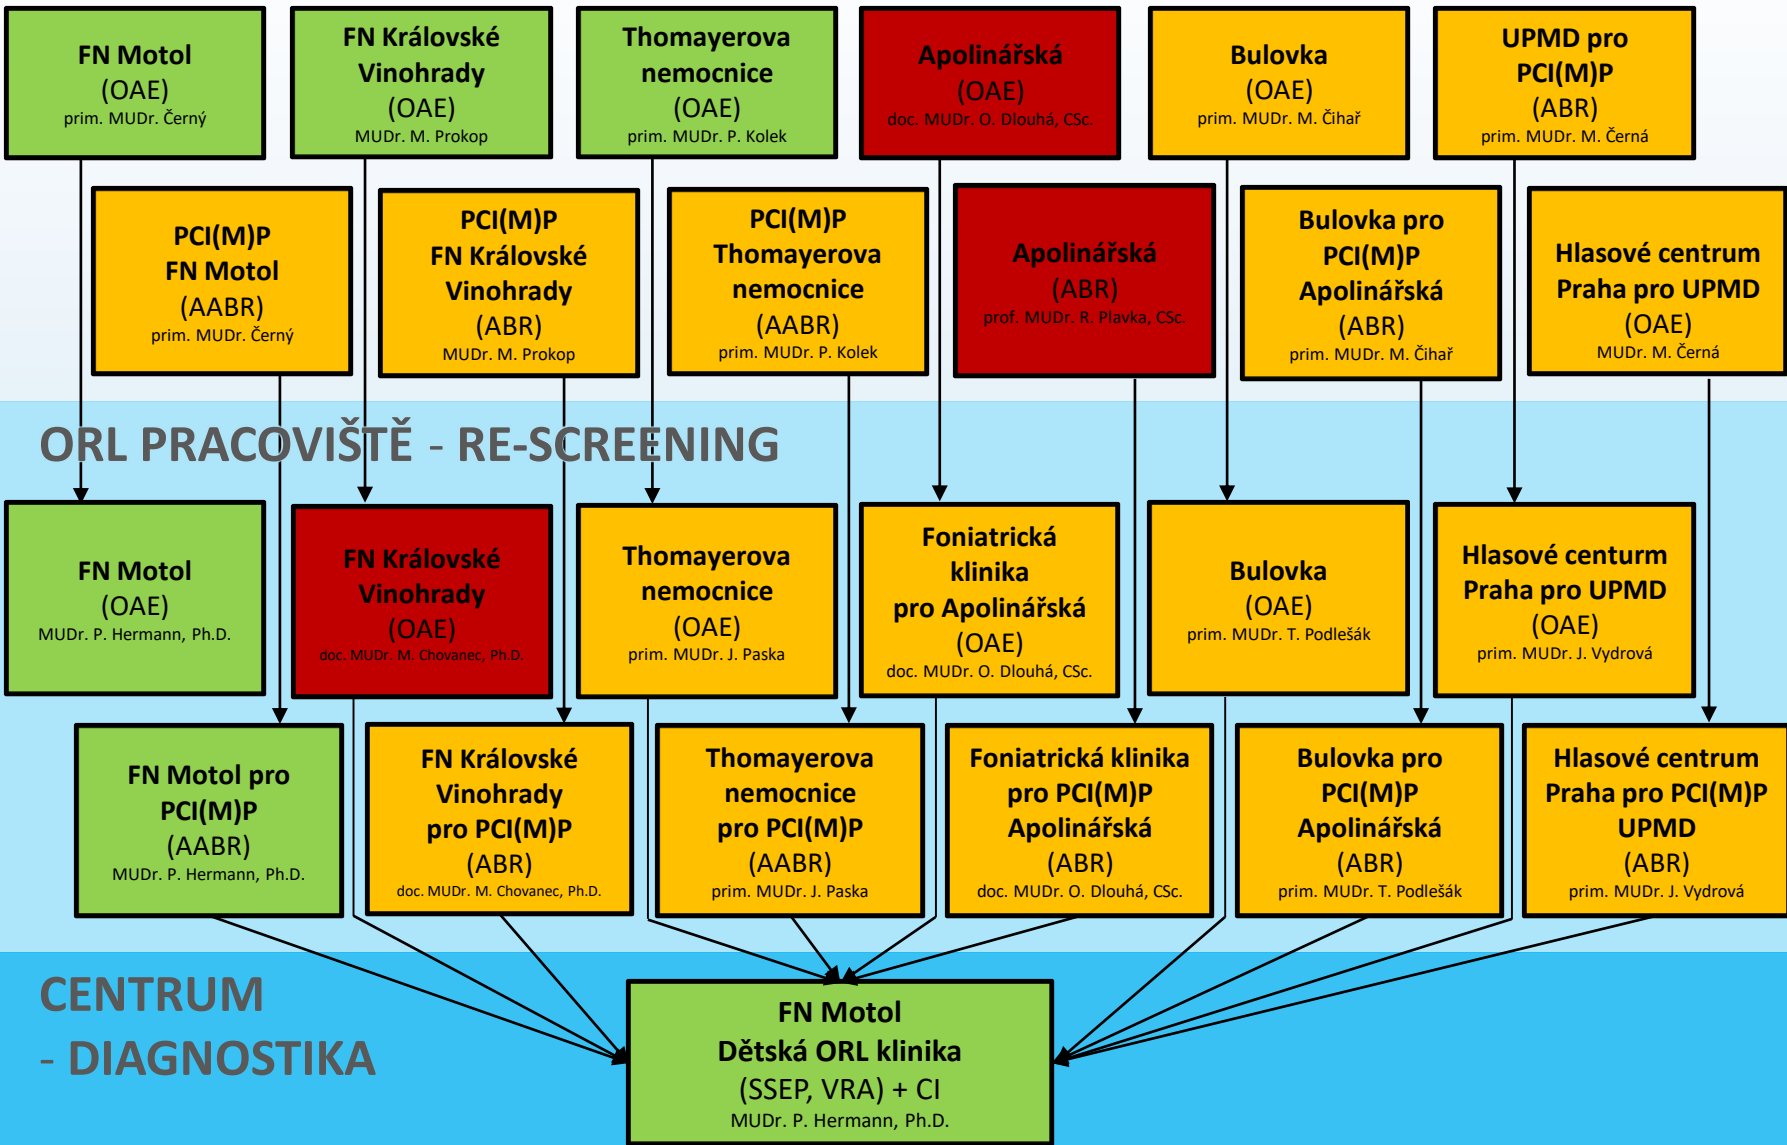 FN Motol
(OAE)
prim. MUDr. Černý
FN Královské
Vinohrady
(OAE)
MUDr. M. Prokop
Thomayerova
nemocnice
(OAE)
prim. MUDr. P. Kolek
Apolinářská
(OAE)
doc. MUDr. O. Dlouhá, CSc.
Bulovka
(OAE)
prim. MUDr. M. Čihař
UPMD pro
PCI(M)P
(ABR)
prim. MUDr. M. Černá
PCI(M)P
FN Motol
(AABR)
prim. MUDr. Černý
PCI(M)P
FN Královské
Vinohrady
(ABR)
MUDr. M. Prokop
PCI(M)P
Thomayerova
nemocnice
(AABR)
prim. MUDr. P. Kolek
Apolinářská
(ABR)
prof. MUDr. R. Plavka, CSc.
Bulovka pro
PCI(M)P
Apolinářská
(ABR)
prim. MUDr. M. Čihař
Hlasové centrum
Praha pro UPMD
(OAE)
MUDr. M. Černá
ORL PRACOVIŠTĚ - RE-SCREENING
FN Motol
(OAE)
MUDr. P. Hermann, Ph.D.
FN Královské
Vinohrady
(OAE)
doc. MUDr. M. Chovanec, Ph.D.
Thomayerova
nemocnice
(OAE)
prim. MUDr. J. Paska
Foniatrická
klinika
pro Apolinářská
(OAE)
doc. MUDr. O. Dlouhá, CSc.
Bulovka
(OAE)
prim. MUDr. T. Podlešák
Hlasové centurm
Praha pro UPMD
(OAE)
prim. MUDr. J. Vydrová
FN Motol pro
PCI(M)P
(AABR)
MUDr. P. Hermann, Ph.D.
FN Královské
Vinohrady
pro PCI(M)P
(ABR)
doc. MUDr. M. Chovanec, Ph.D.
Thomayerova
nemocnice
pro PCI(M)P
(AABR)
prim. MUDr. J. Paska
Foniatrická klinika
pro PCI(M)P
Apolinářská
(ABR)
doc. MUDr. O. Dlouhá, CSc.
Bulovka pro
PCI(M)P
Apolinářská
(ABR)
prim. MUDr. T. Podlešák
Hlasové centrum
Praha pro PCI(M)P
UPMD
(ABR)
prim. MUDr. J. Vydrová
CENTRUM
- DIAGNOSTIKA
FN Motol
Dětská ORL klinika
(SSEP, VRA) + CI
MUDr. P. Hermann, Ph.D.